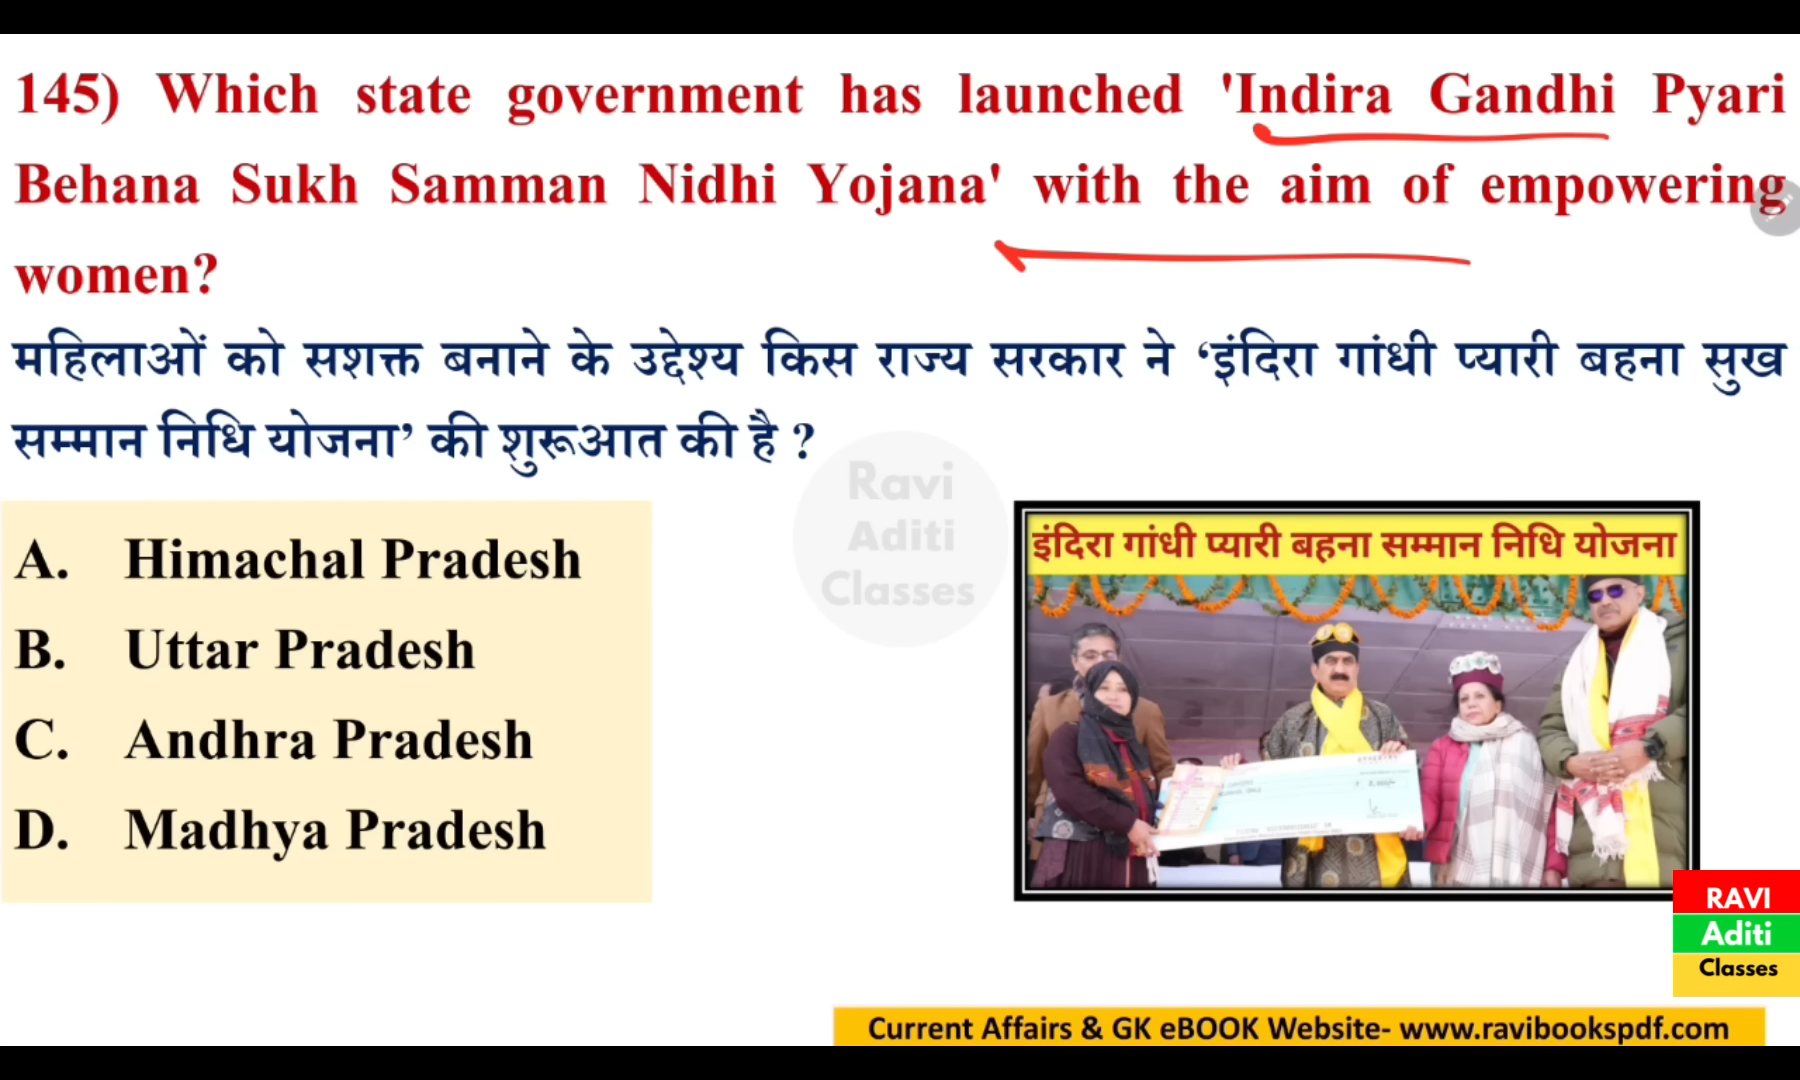 145) Which state government has launched 'Indira Gandhi Pyari
Behana Sukh Samman Nidhi Yojana' with the aim of empowering
women?
महिलाओं को सशक्त बनाने के उद्देश्य किस राज्य सरकार ने ‘इंदिरा गांधी प्यारी बहना सुख
सम्मान निधि योजना’ की शुरूआत की है ?
A. Himachal Pradesh
B. Uttar Pradesh
C. Andhra Pradesh
D. Madhya Pradesh
Ravi
Aditi
Classes
इंदिरा गांधी प्यारी बहना सम्मान निधि योजना
RAVI
Aditi
Classes
Current Affairs & GK eBOOK Website- www.ravibookspdf.com